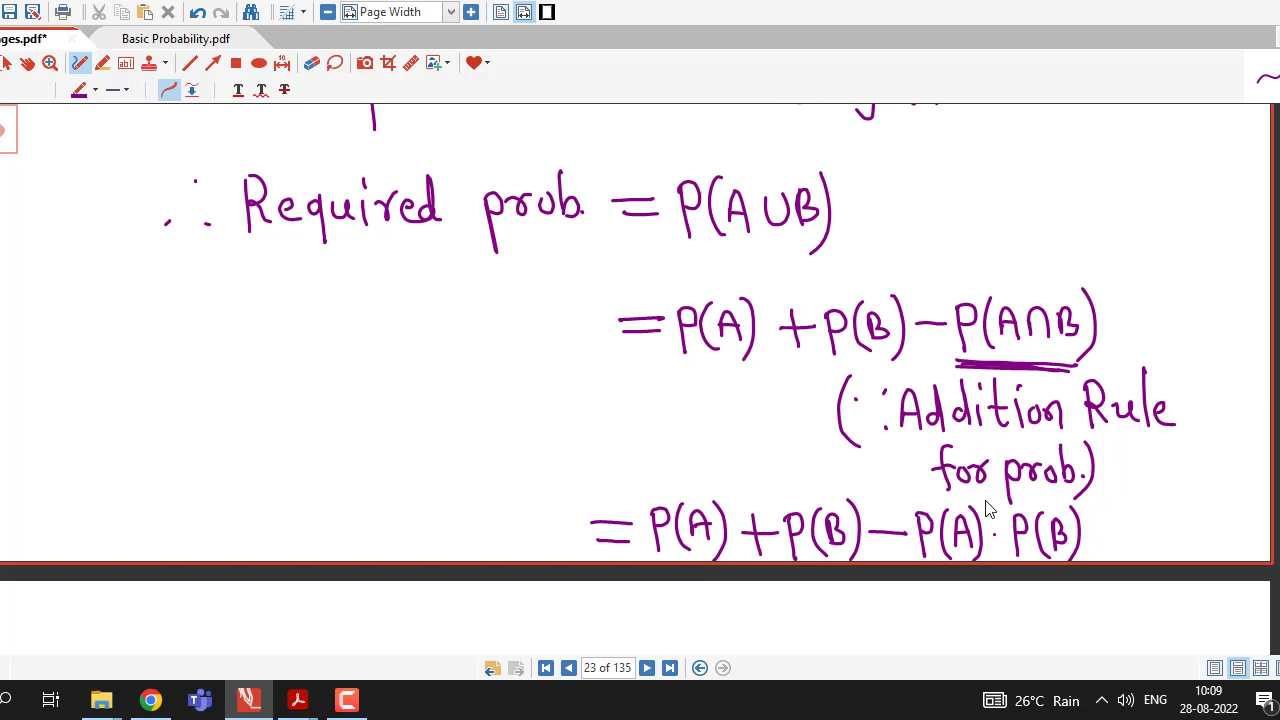 Page Width
ges.pdf*
Basic Probability.pdf
∴ Required prob. = P(A∪B)
= P(A) + P(B) − P(A∩B)
(∵ Addition Rule
for prob.)
= P(A) + P(B) − P(A) · P(B)
23 of 135
26°C Rain
ENG
10:09
28-08-2022
1